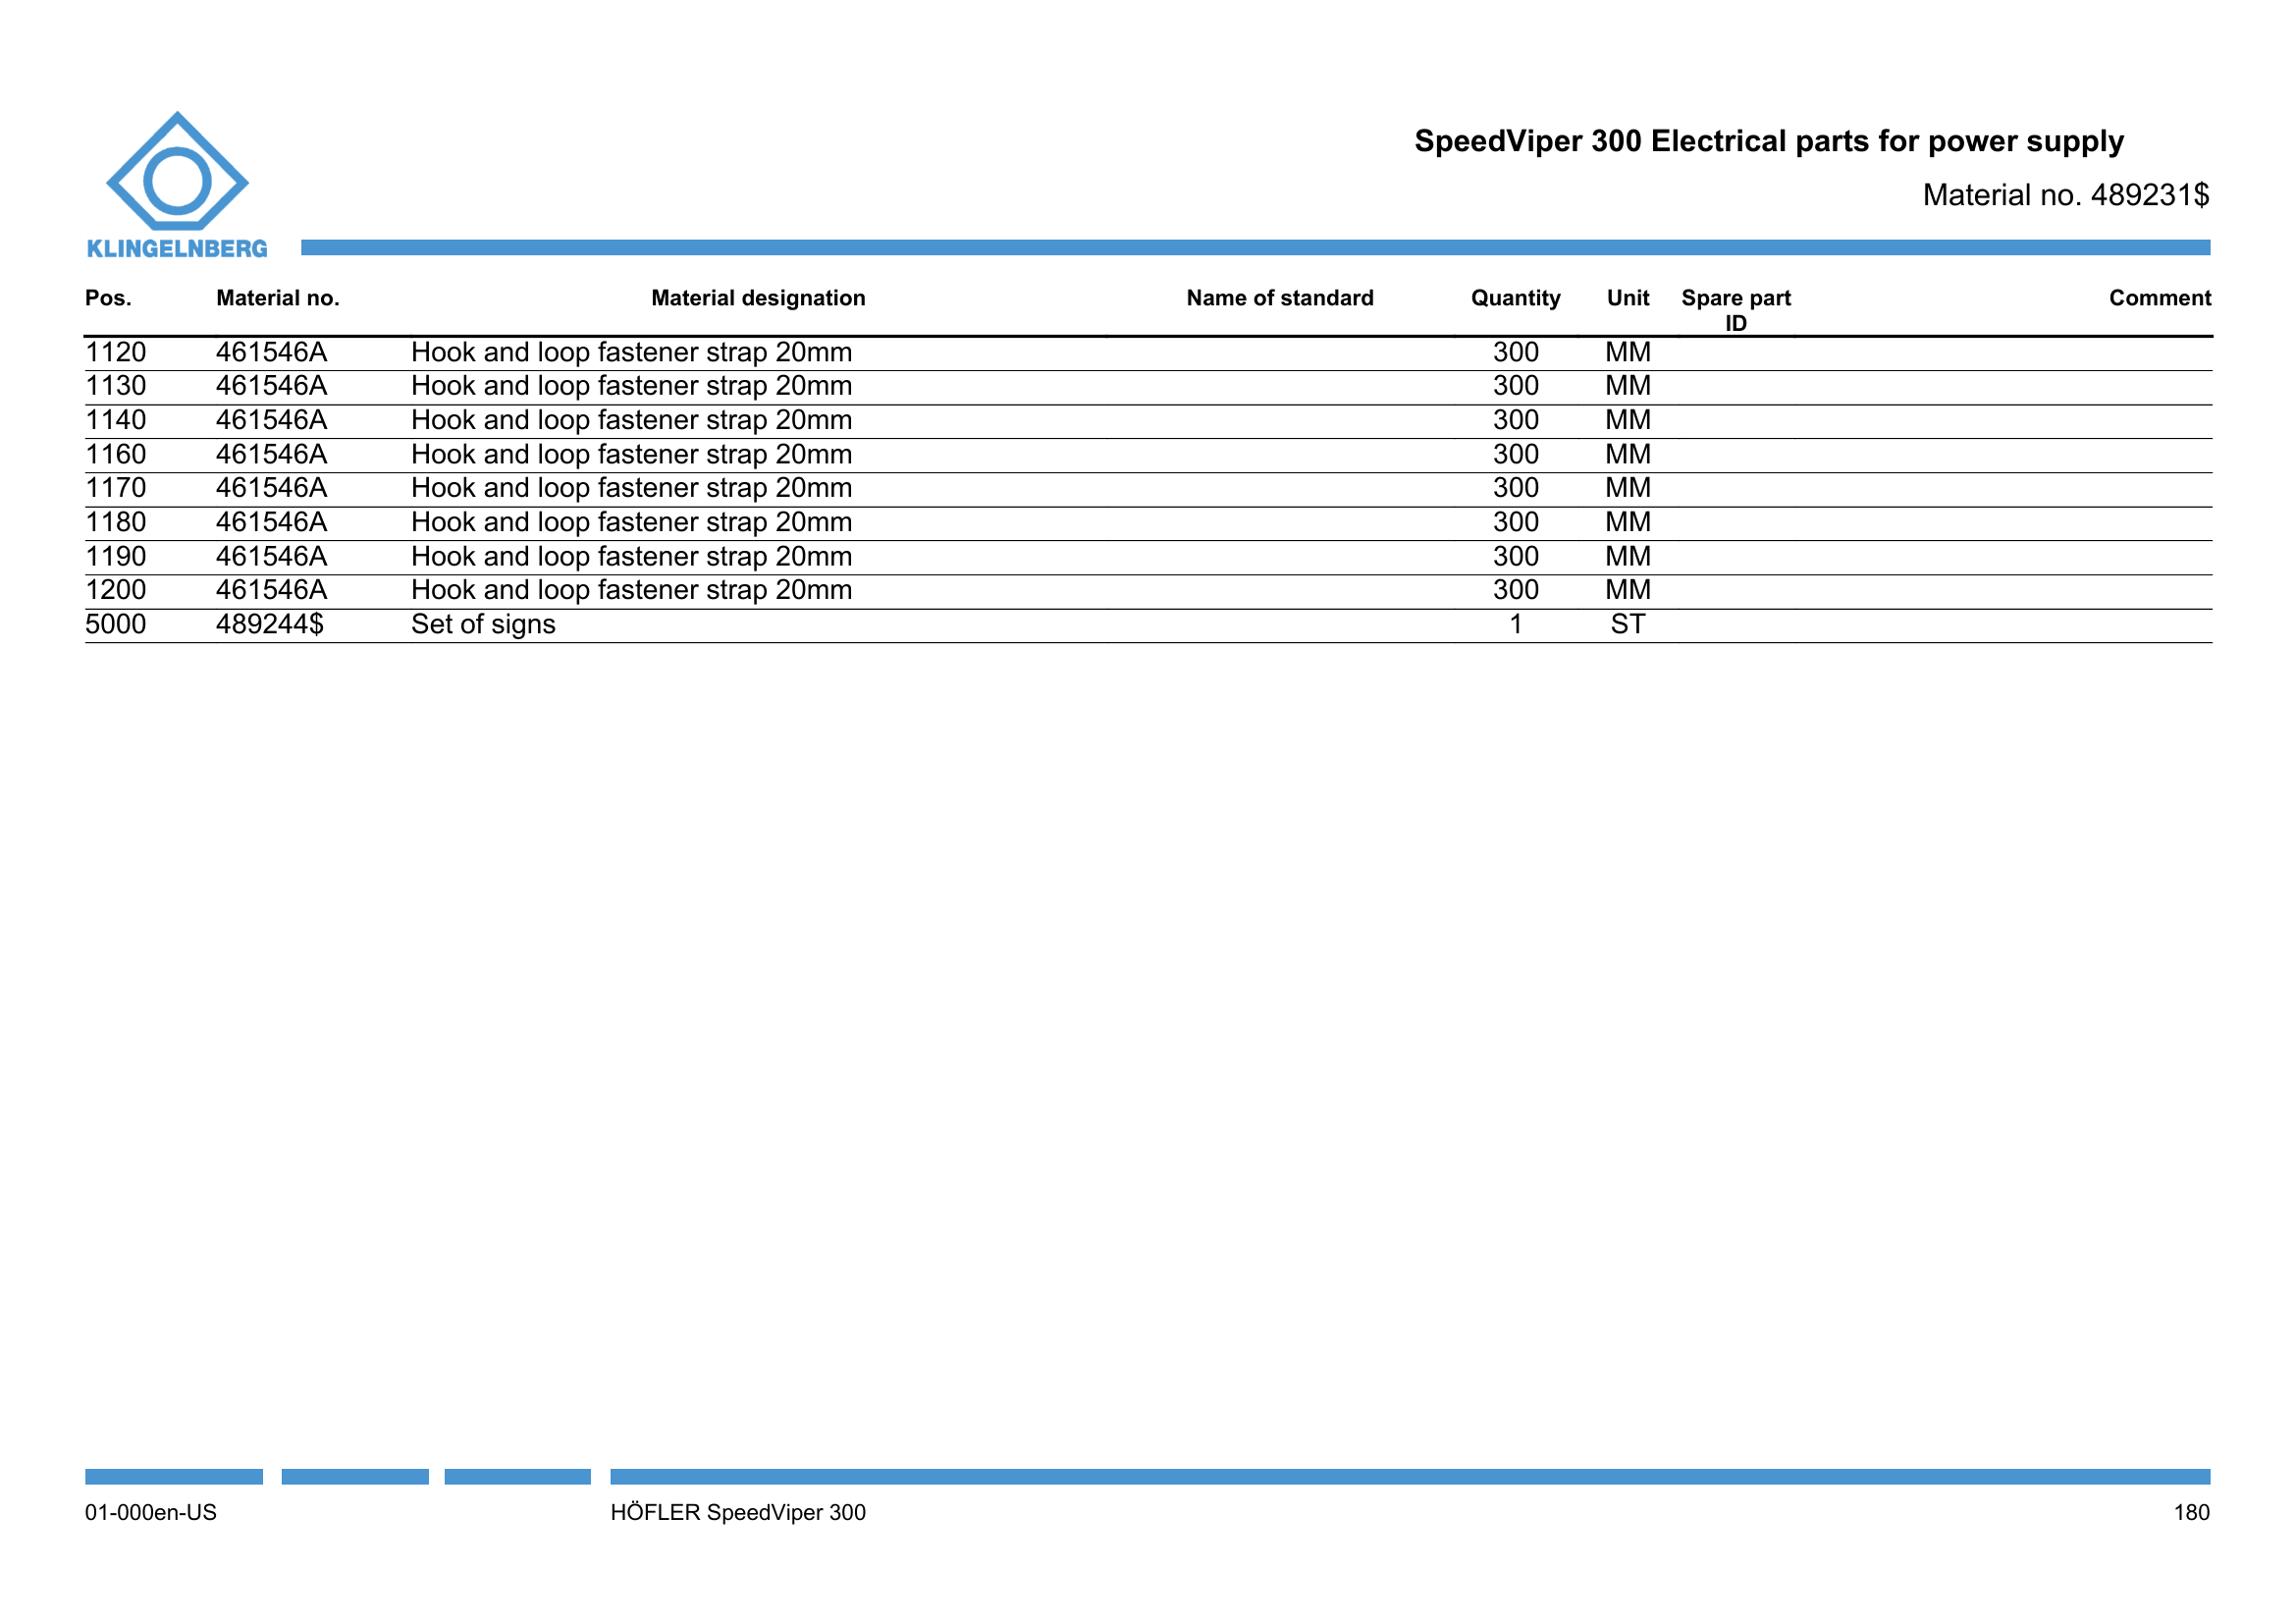 SpeedViper 300 Electrical parts for power supply
Material no. 489231$
KLINGELNBERG
Pos. Material no. Material designation Name of standard Quantity Unit Spare part ID Comment
1120 461546A Hook and loop fastener strap 20mm 300 MM
1130 461546A Hook and loop fastener strap 20mm 300 MM
1140 461546A Hook and loop fastener strap 20mm 300 MM
1160 461546A Hook and loop fastener strap 20mm 300 MM
1170 461546A Hook and loop fastener strap 20mm 300 MM
1180 461546A Hook and loop fastener strap 20mm 300 MM
1190 461546A Hook and loop fastener strap 20mm 300 MM
1200 461546A Hook and loop fastener strap 20mm 300 MM
5000 489244$ Set of signs 1 ST
01-000en-US HÖFLER SpeedViper 300 180